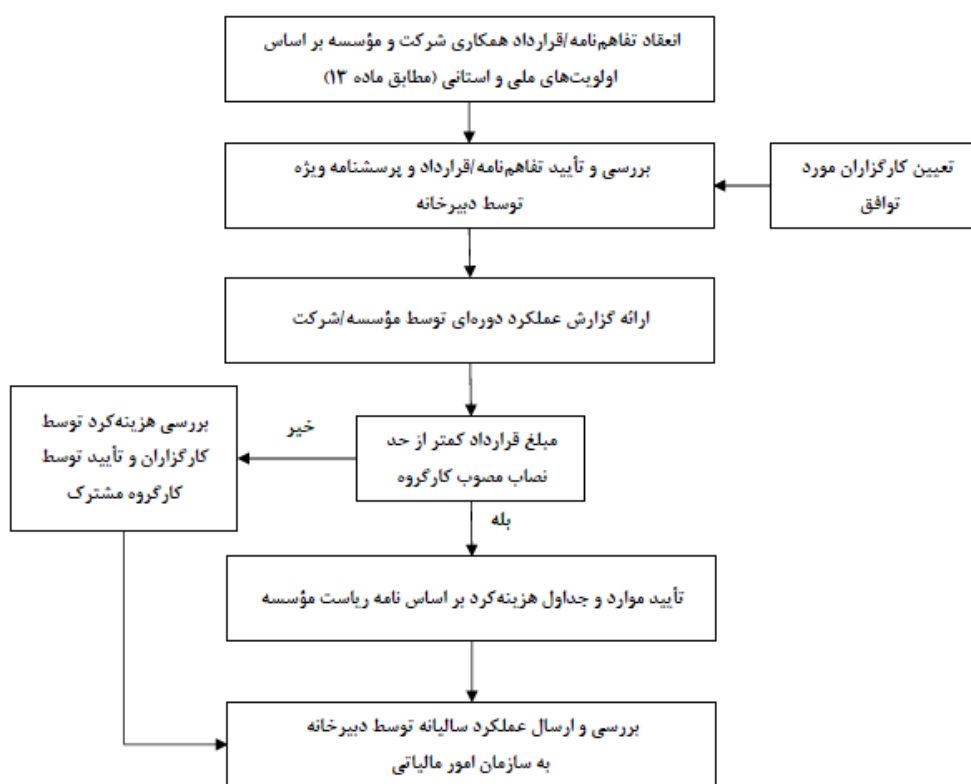 انعقاد تفاهم‌نامه/قرارداد همکاری شرکت و مؤسسه بر اساس
اولویت‌های ملی و استانی (مطابق ماده ۱۳)
بررسی و تأیید تفاهم‌نامه/قرارداد و پرسشنامه ویژه
توسط دبیرخانه
تعیین کارگزاران مورد
توافق
ارائه گزارش عملکرد دوره‌ای توسط مؤسسه/شرکت
مبلغ قرارداد کمتر از حد
نصاب مصوب کارگروه
خیر
بررسی هزینه‌کرد توسط
کارگزاران و تأیید توسط
کارگروه مشترک
بله
تأیید موارد و جداول هزینه‌کرد بر اساس نامه ریاست مؤسسه
بررسی و ارسال عملکرد سالیانه توسط دبیرخانه
به سازمان امور مالیاتی